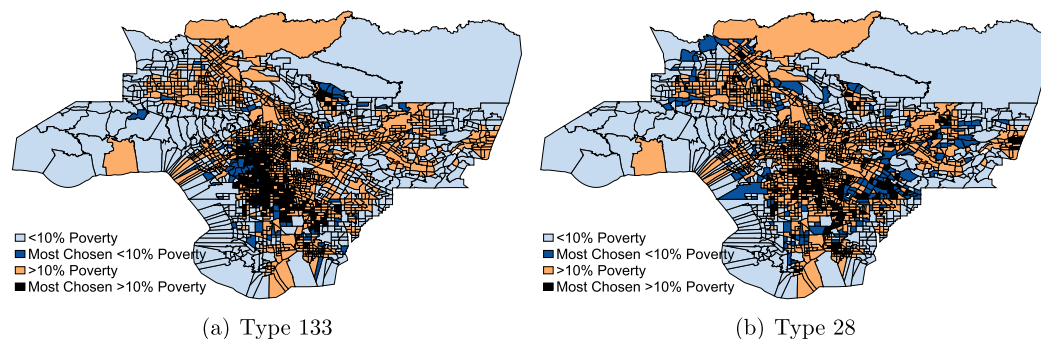 <10% Poverty
Most Chosen <10% Poverty
>10% Poverty
Most Chosen >10% Poverty
(a) Type 133
<10% Poverty
Most Chosen <10% Poverty
>10% Poverty
Most Chosen >10% Poverty
(b) Type 28